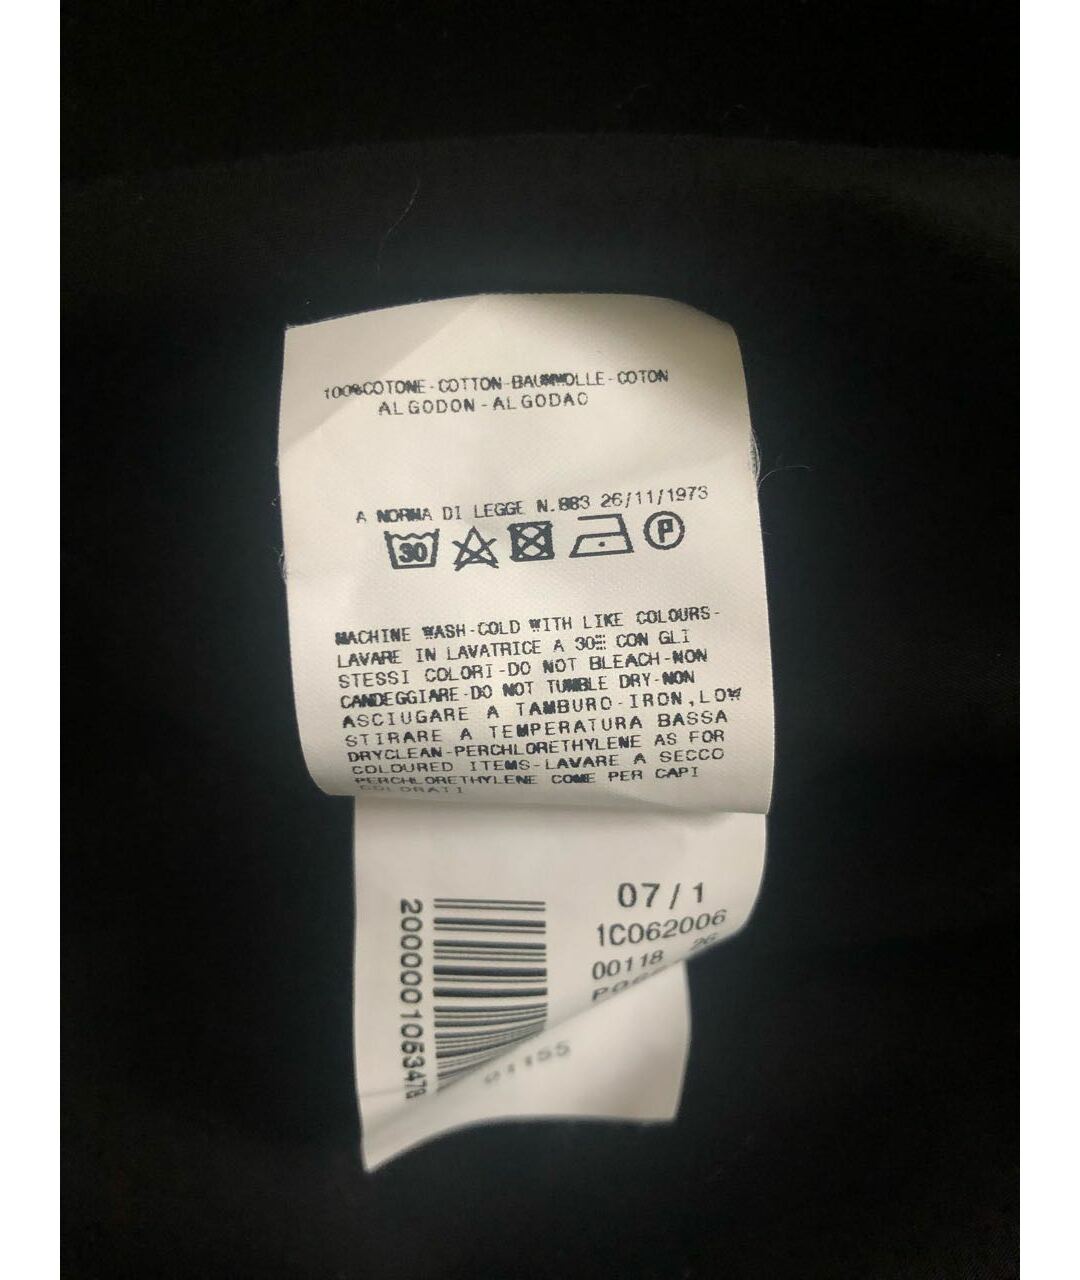 100%COTONE-COTTON-BAUMWOLLE-COTON
ALGODON-ALGODAO
A NORMA DI LEGGE N.883 26/11/1973
30
P
MACHINE WASH-COLD WITH LIKE COLOURS-
LAVARE IN LAVATRICE A 30 CON GLI
STESSI COLORI-DO NOT BLEACH-NON
CANDEGGIARE-DO NOT TUMBLE DRY-NON
ASCIUGARE A TAMBURO-IRON,LOW
STIRARE A TEMPERATURA BASSA
DRYCLEAN-PERCHLORETHYLENE AS FOR
COLOURED ITEMS-LAVARE A SECCO
PERCHLORETHYLENE COME PER CAPI
COLORATI
07/1
1C062006
00118 26
01155